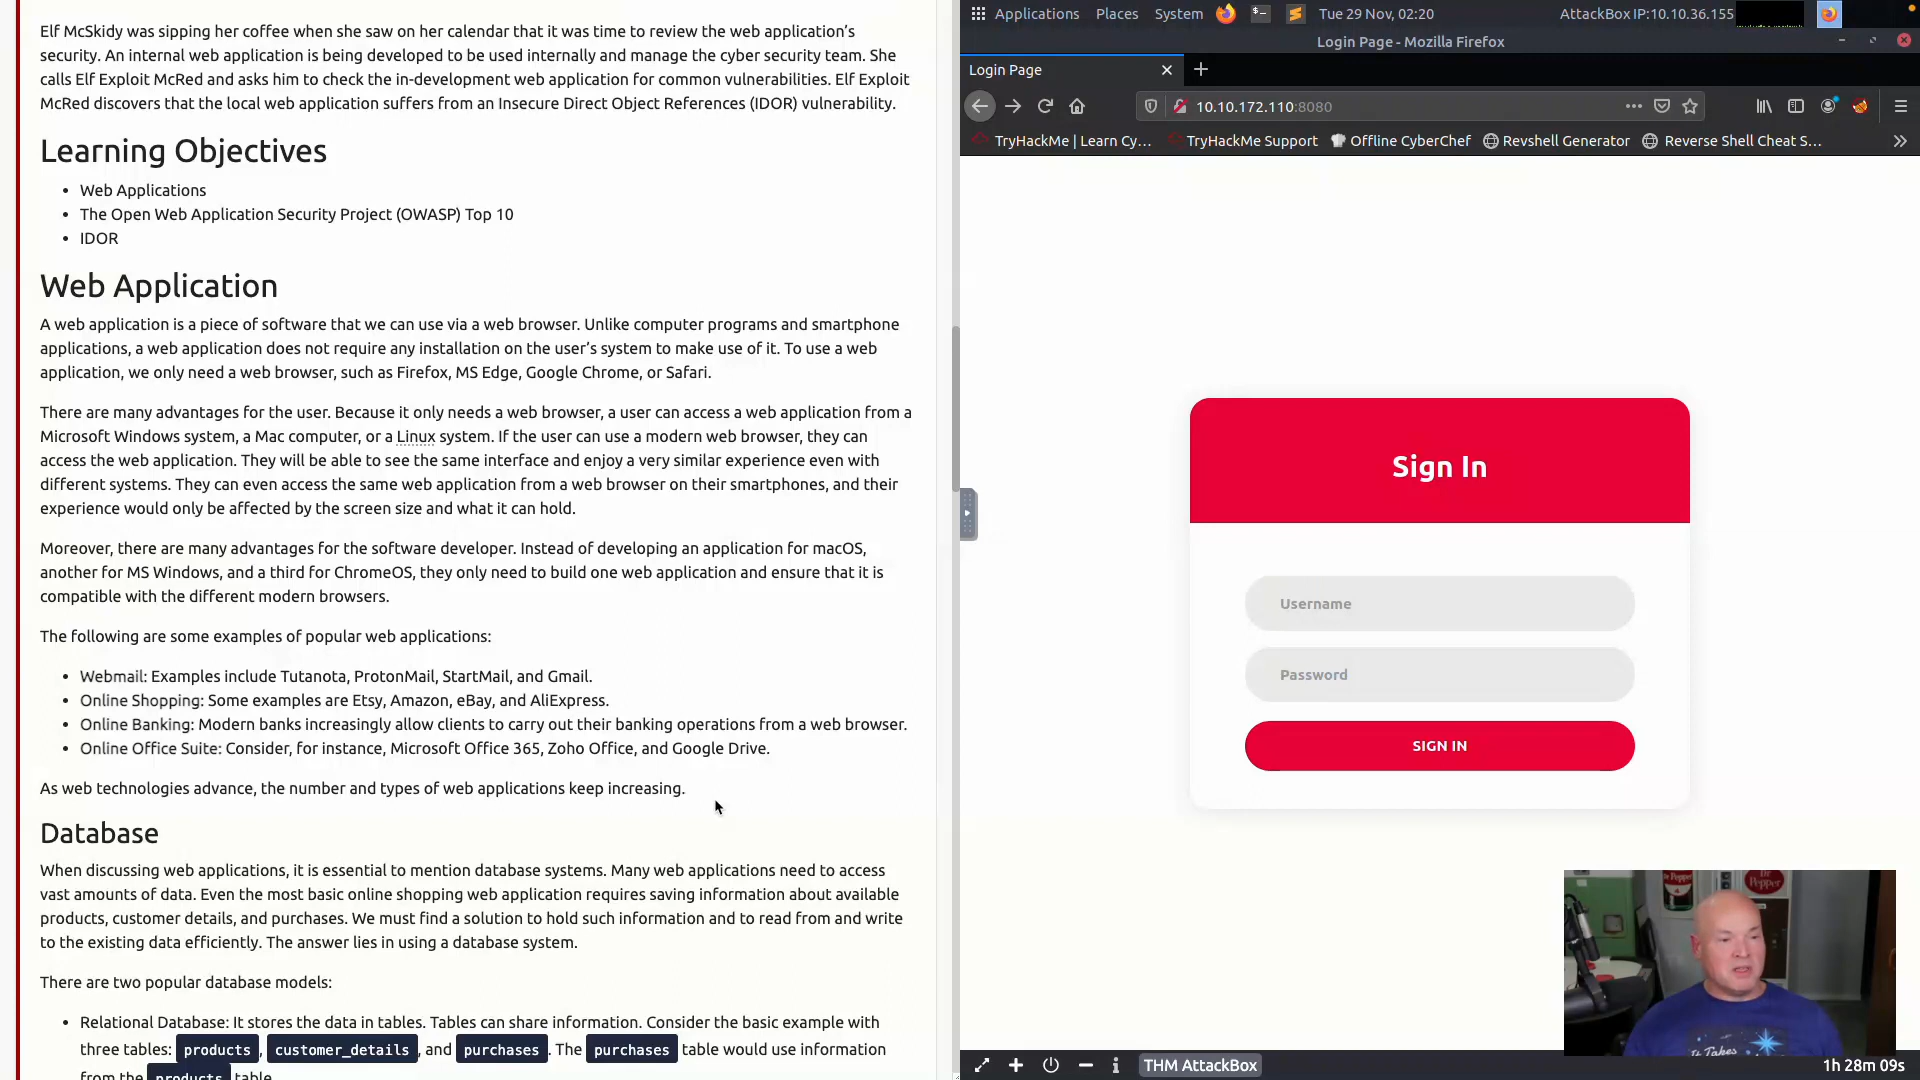 Elf McSkidy was sipping her coffee when she saw on her calendar that it was time to review the web application’s
security. An internal web application is being developed to be used internally and manage the cyber security team. She
calls Elf Exploit McRed and asks him to check the in-development web application for common vulnerabilities. Elf Exploit
McRed discovers that the local web application suffers from an Insecure Direct Object References (IDOR) vulnerability.
Learning Objectives
• Web Applications
• The Open Web Application Security Project (OWASP) Top 10
• IDOR
Web Application
A web application is a piece of software that we can use via a web browser. Unlike computer programs and smartphone
applications, a web application does not require any installation on the user’s system to make use of it. To use a web
application, we only need a web browser, such as Firefox, MS Edge, Google Chrome, or Safari.
There are many advantages for the user. Because it only needs a web browser, a user can access a web application from a
Microsoft Windows system, a Mac computer, or a Linux system. If the user can use a modern web browser, they can
access the web application. They will be able to see the same interface and enjoy a very similar experience even with
different systems. They can even access the same web application from a web browser on their smartphones, and their
experience would only be affected by the screen size and what it can hold.
Moreover, there are many advantages for the software developer. Instead of developing an application for macOS,
another for MS Windows, and a third for ChromeOS, they only need to build one web application and ensure that it is
compatible with the different modern browsers.
The following are some examples of popular web applications:
• Webmail: Examples include Tutanota, ProtonMail, StartMail, and Gmail.
• Online Shopping: Some examples are Etsy, Amazon, eBay, and AliExpress.
• Online Banking: Modern banks increasingly allow clients to carry out their banking operations from a web browser.
• Online Office Suite: Consider, for instance, Microsoft Office 365, Zoho Office, and Google Drive.
As web technologies advance, the number and types of web applications keep increasing.
Database
When discussing web applications, it is essential to mention database systems. Many web applications need to access
vast amounts of data. Even the most basic online shopping web application requires saving information about available
products, customer details, and purchases. We must find a solution to hold such information and to read from and write
to the existing data efficiently. The answer lies in using a database system.
There are two popular database models:
• Relational Database: It stores the data in tables. Tables can share information. Consider the basic example with
three tables: products, customer_details, and purchases. The purchases table would use information
from the products table.
Applications Places System Tue 29 Nov, 02:20 AttackBox IP:10.10.36.155
Login Page - Mozilla Firefox
Login Page
10.10.172.110:8080
TryHackMe | Learn Cy… TryHackMe Support Offline CyberChef Revshell Generator Reverse Shell Cheat S…
Sign In
Username
Password
SIGN IN
Dr Pepper
Dr Pepper
It Takes
THM AttackBox 1h 28m 09s